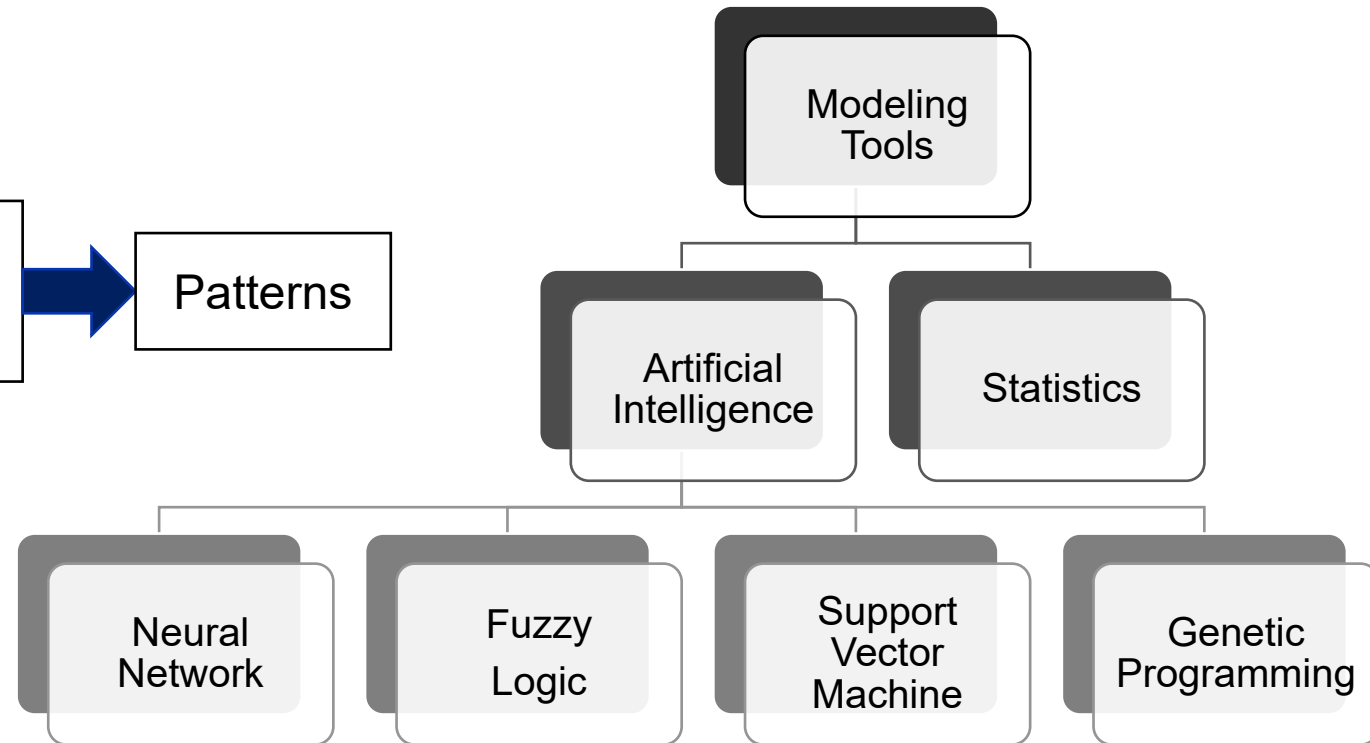 Modeling
Tools
Patterns
Artificial
Intelligence
Statistics
Neural
Network
Fuzzy
Logic
Support
Vector
Machine
Genetic
Programming